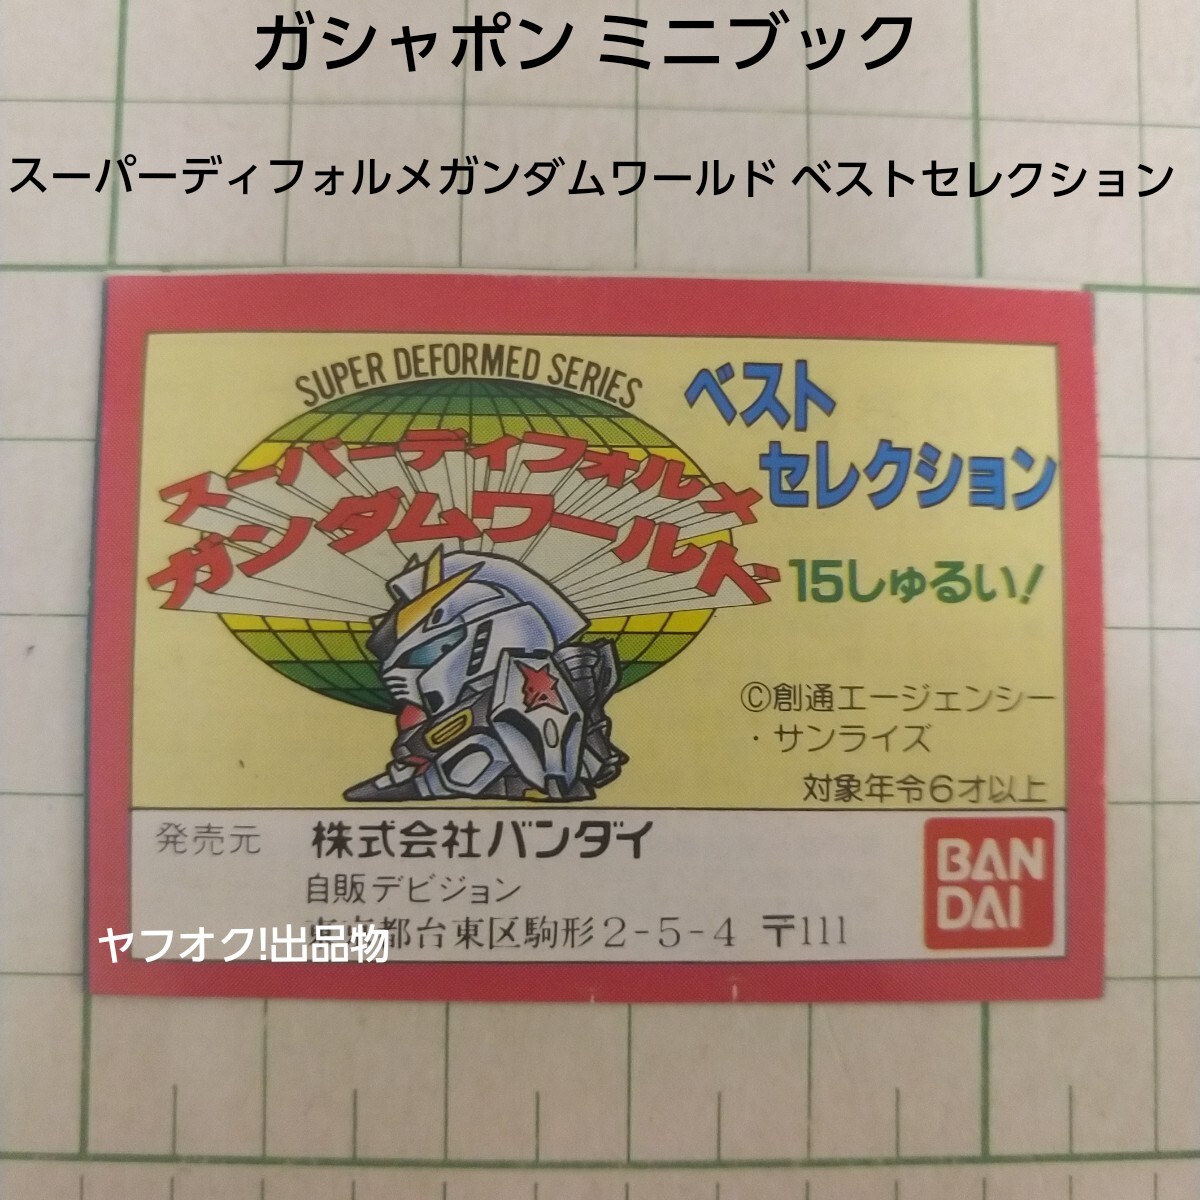 ガシャポン ミニブック
スーパーディフォルメガンダムワールド ベストセレクション
SUPER DEFORMED SERIES
スーパーディフォルメ
ガンダムワールド
ベスト
セレクション
15しゅるい!
©創通エージェンシー
・サンライズ
対象年令6才以上
発売元 株式会社バンダイ
自販デビジョン
東京都台東区駒形2-5-4 〒111
BAN
DAI
ヤフオク!出品物